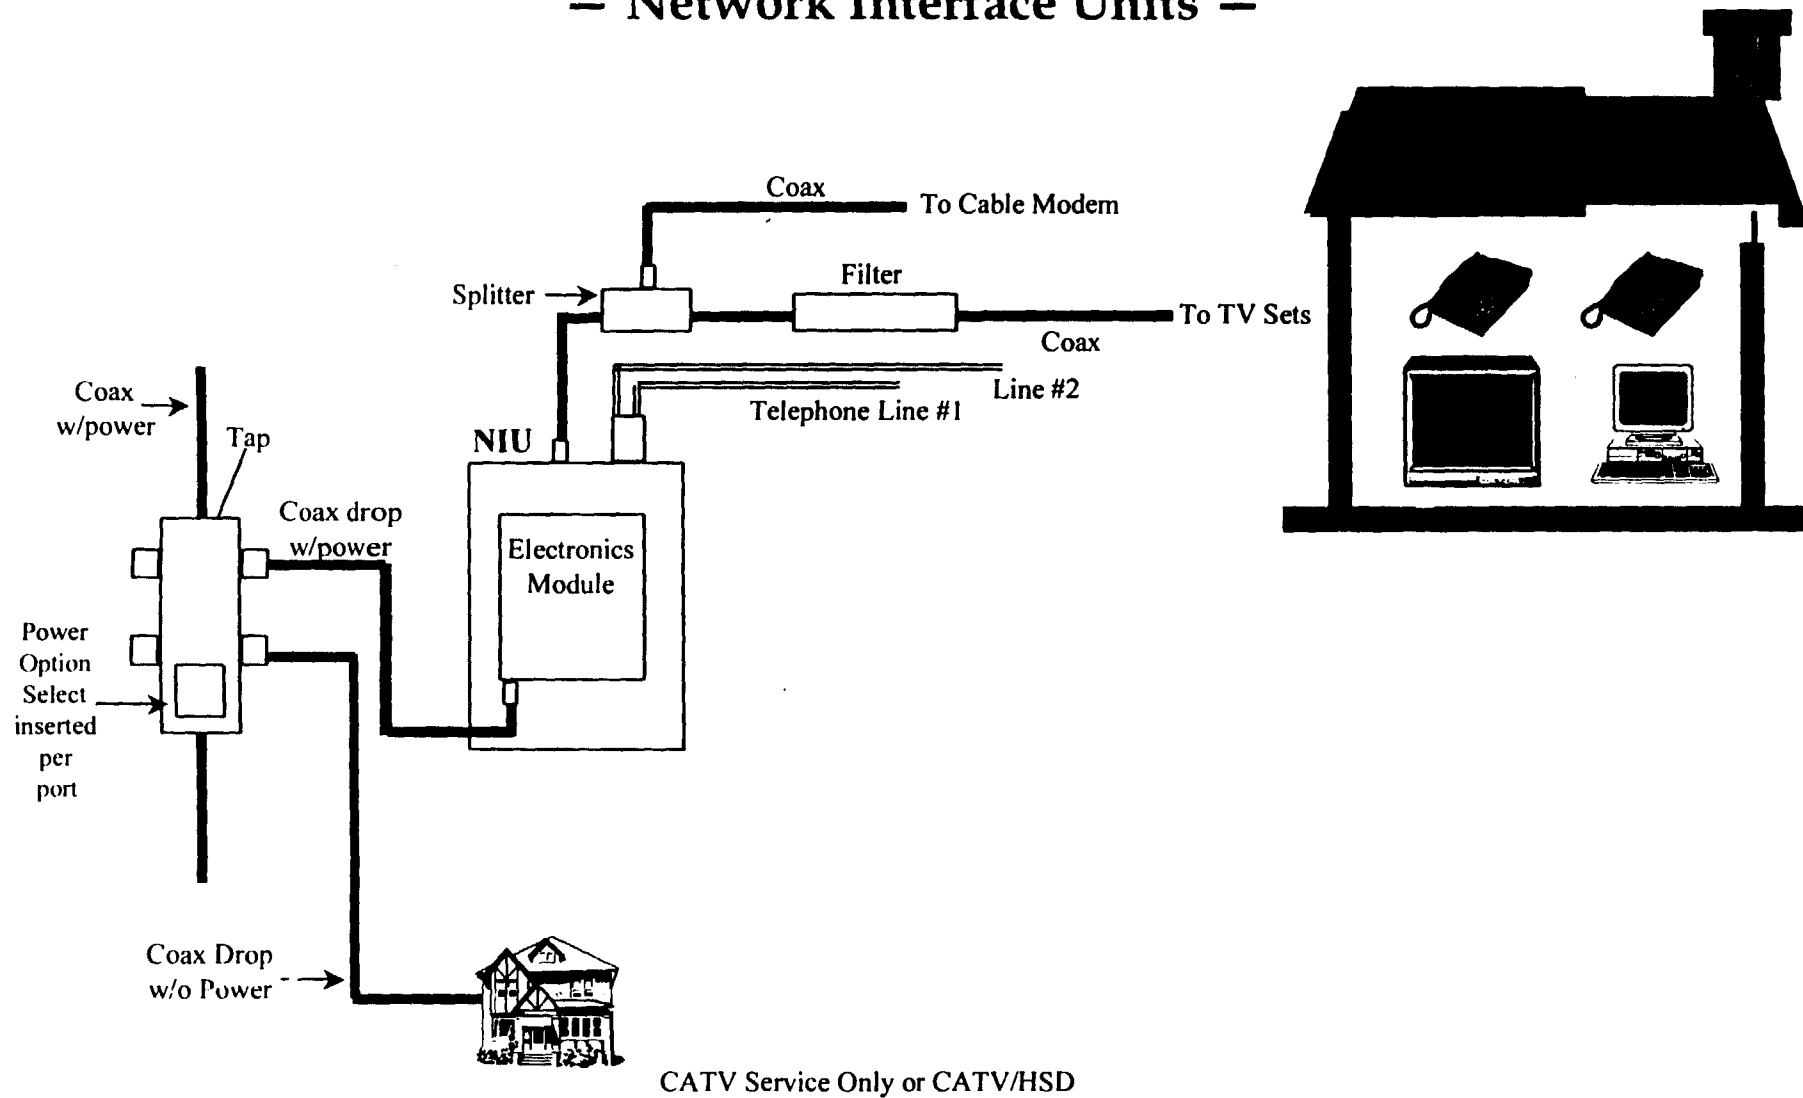 — Network Interface Units —
Coax
To Cable Modem
Filter
Splitter
To TV Sets
Coax
Line #2
Telephone Line #1
Coax
w/power
Tap
NIU
Coax drop
w/power
Electronics
Module
Power
Option
Select
inserted
per
port
Coax Drop
w/o Power
CATV Service Only or CATV/HSD